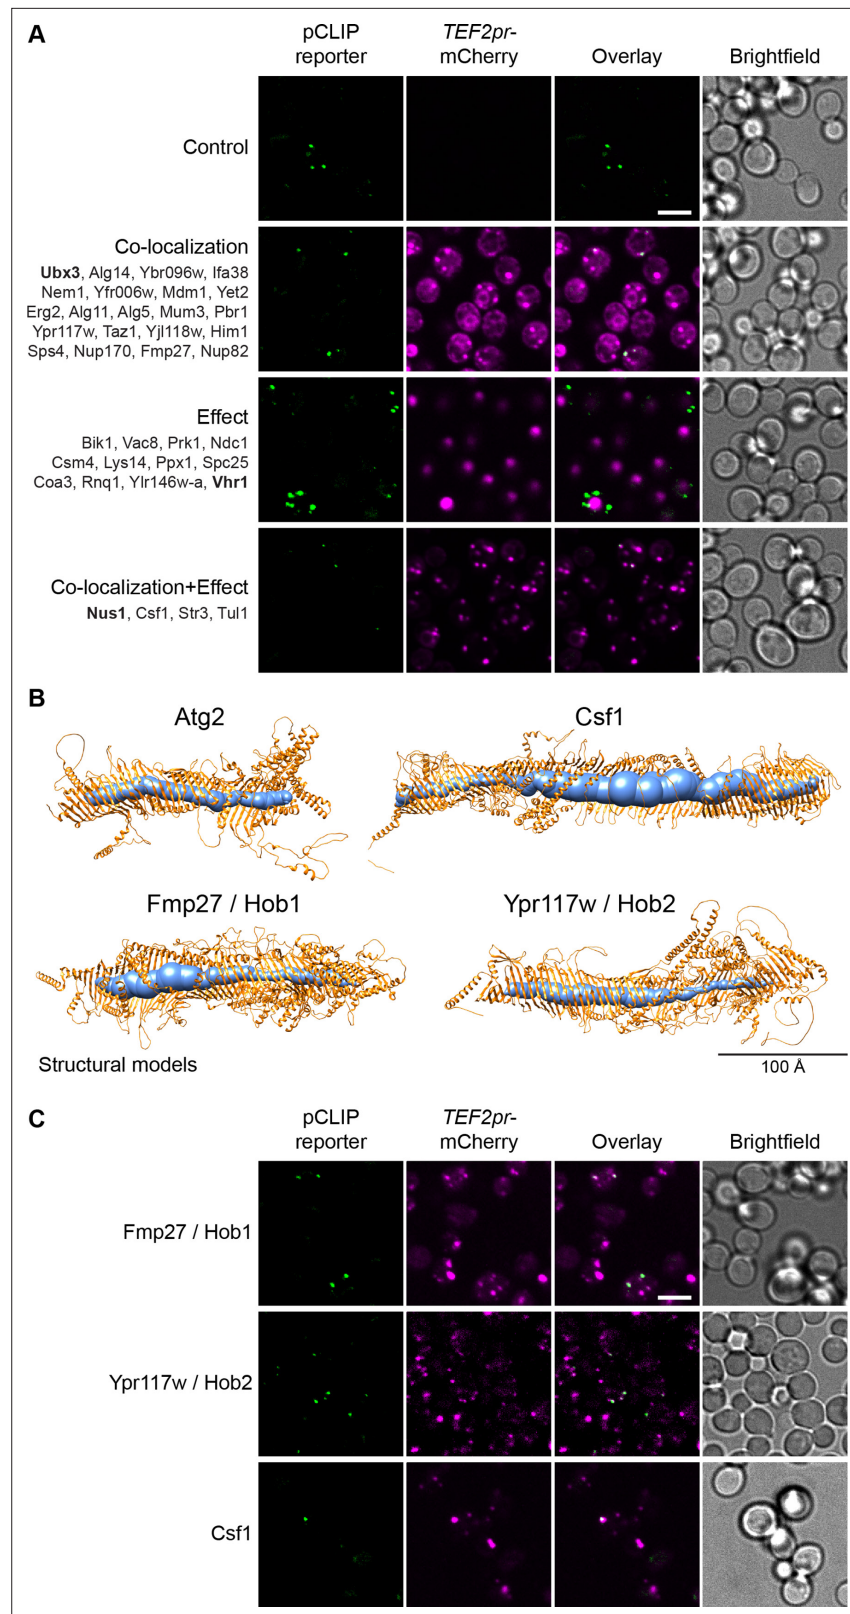 A
pCLIP
reporter
TEF2pr-
mCherry
Overlay
Brightfield
Control
Co-localization
Ubx3, Alg14, Ybr096w, Ifa38
Nem1, Yfr006w, Mdm1, Yet2
Erg2, Alg11, Alg5, Mum3, Pbr1
Ypr117w, Taz1, Yjl118w, Him1
Sps4, Nup170, Fmp27, Nup82
Effect
Bik1, Vac8, Prk1, Ndc1
Csm4, Lys14, Ppx1, Spc25
Coa3, Rnq1, Ylr146w-a, Vhr1
Co-localization+Effect
Nus1, Csf1, Str3, Tul1
B
Atg2
Csf1
Fmp27 / Hob1
Ypr117w / Hob2
Structural models
100 Å
C
pCLIP
reporter
TEF2pr-
mCherry
Overlay
Brightfield
Fmp27 / Hob1
Ypr117w / Hob2
Csf1